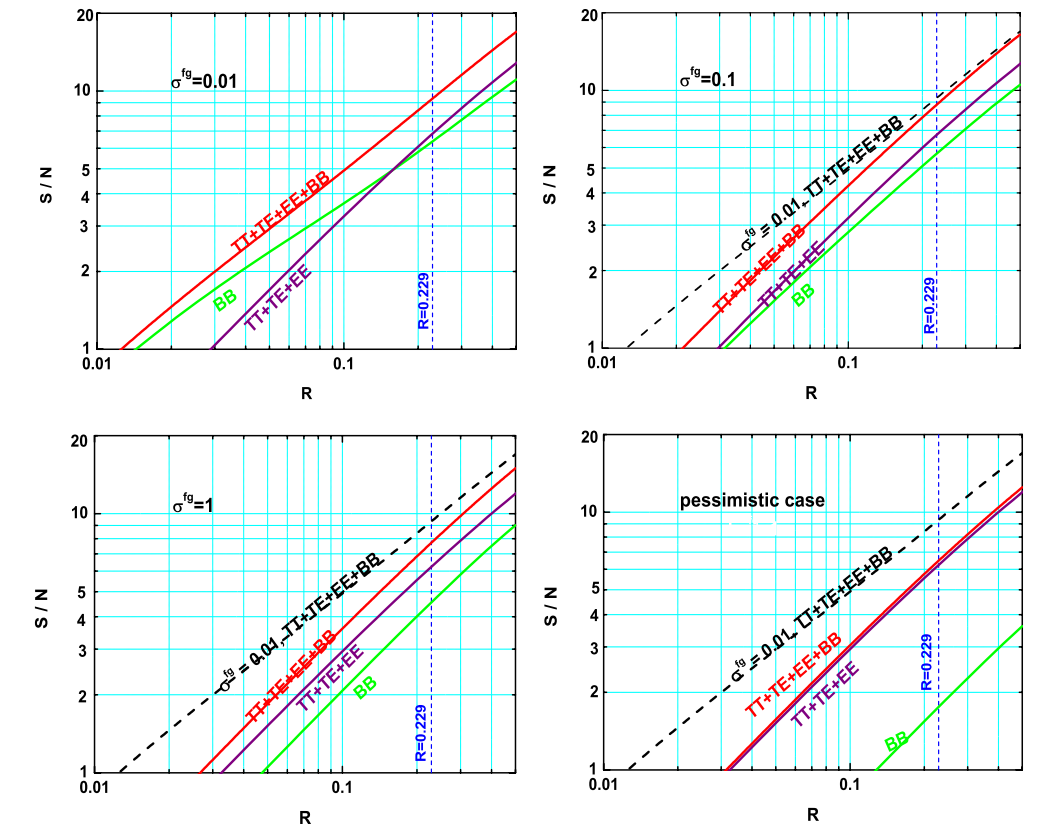 20
10
5
4
3
2
1
0.01
0.1
S / N
R
σfg=0.01
TT+TE+EE+BB
BB
TT+TE+EE
R=0.229
20
10
5
4
3
2
1
0.01
0.1
S / N
R
σfg=0.1
σfg = 0.01, TT+TE+EE+BB
TT+TE+EE+BB
TT+TE+EE
BB
R=0.229
20
10
5
4
3
2
1
0.01
0.1
S / N
R
σfg=1
σfg = 0.01, TT+TE+EE+BB
TT+TE+EE+BB
TT+TE+EE
BB
R=0.229
20
10
5
4
3
2
1
0.01
0.1
S / N
R
pessimistic case
σfg = 0.01, TT+TE+EE+BB
TT+TE+EE+BB
TT+TE+EE
BB
R=0.229